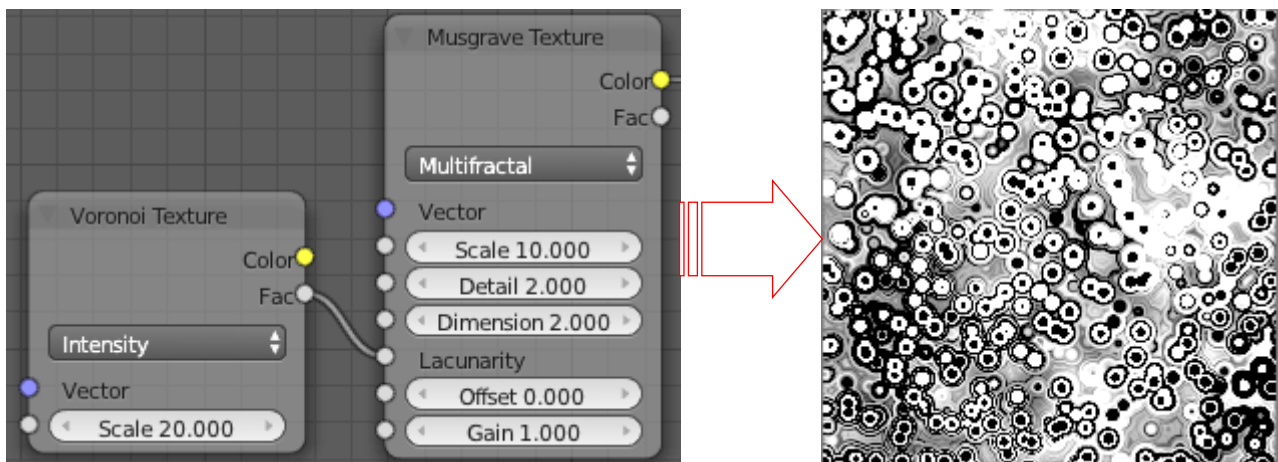 Voronoi Texture
Color
Fac
Intensity
Vector
Scale 20.000
Musgrave Texture
Color
Fac
Multifractal
Vector
Scale 10.000
Detail 2.000
Dimension 2.000
Lacunarity
Offset 0.000
Gain 1.000